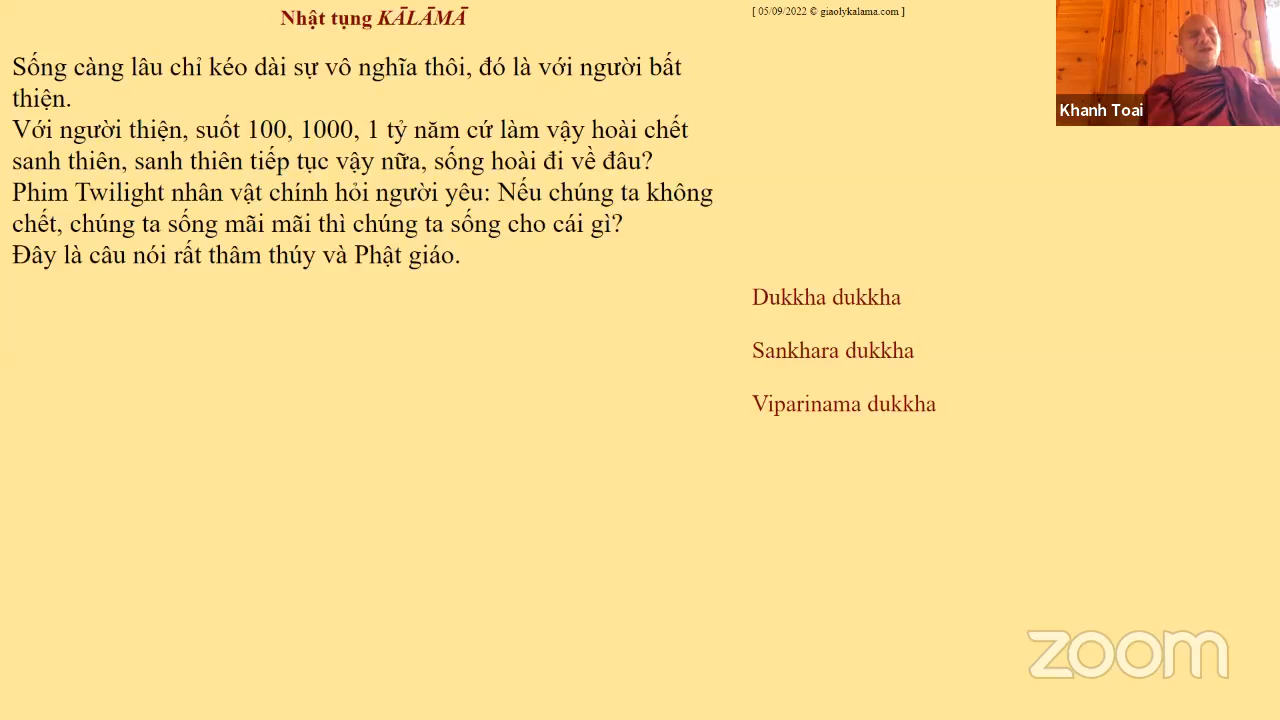 Nhật tụng KĀLĀMĀ
[ 05/09/2022 © giaolykalama.com ]
Khanh Toai
Sống càng lâu chỉ kéo dài sự vô nghĩa thôi, đó là với người bất
thiện.
Với người thiện, suốt 100, 1000, 1 tỷ năm cứ làm vậy hoài chết
sanh thiên, sanh thiên tiếp tục vậy nữa, sống hoài đi về đâu?
Phim Twilight nhân vật chính hỏi người yêu: Nếu chúng ta không
chết, chúng ta sống mãi mãi thì chúng ta sống cho cái gì?
Đây là câu nói rất thâm thúy và Phật giáo.
Dukkha dukkha
Sankhara dukkha
Viparinama dukkha
zoom